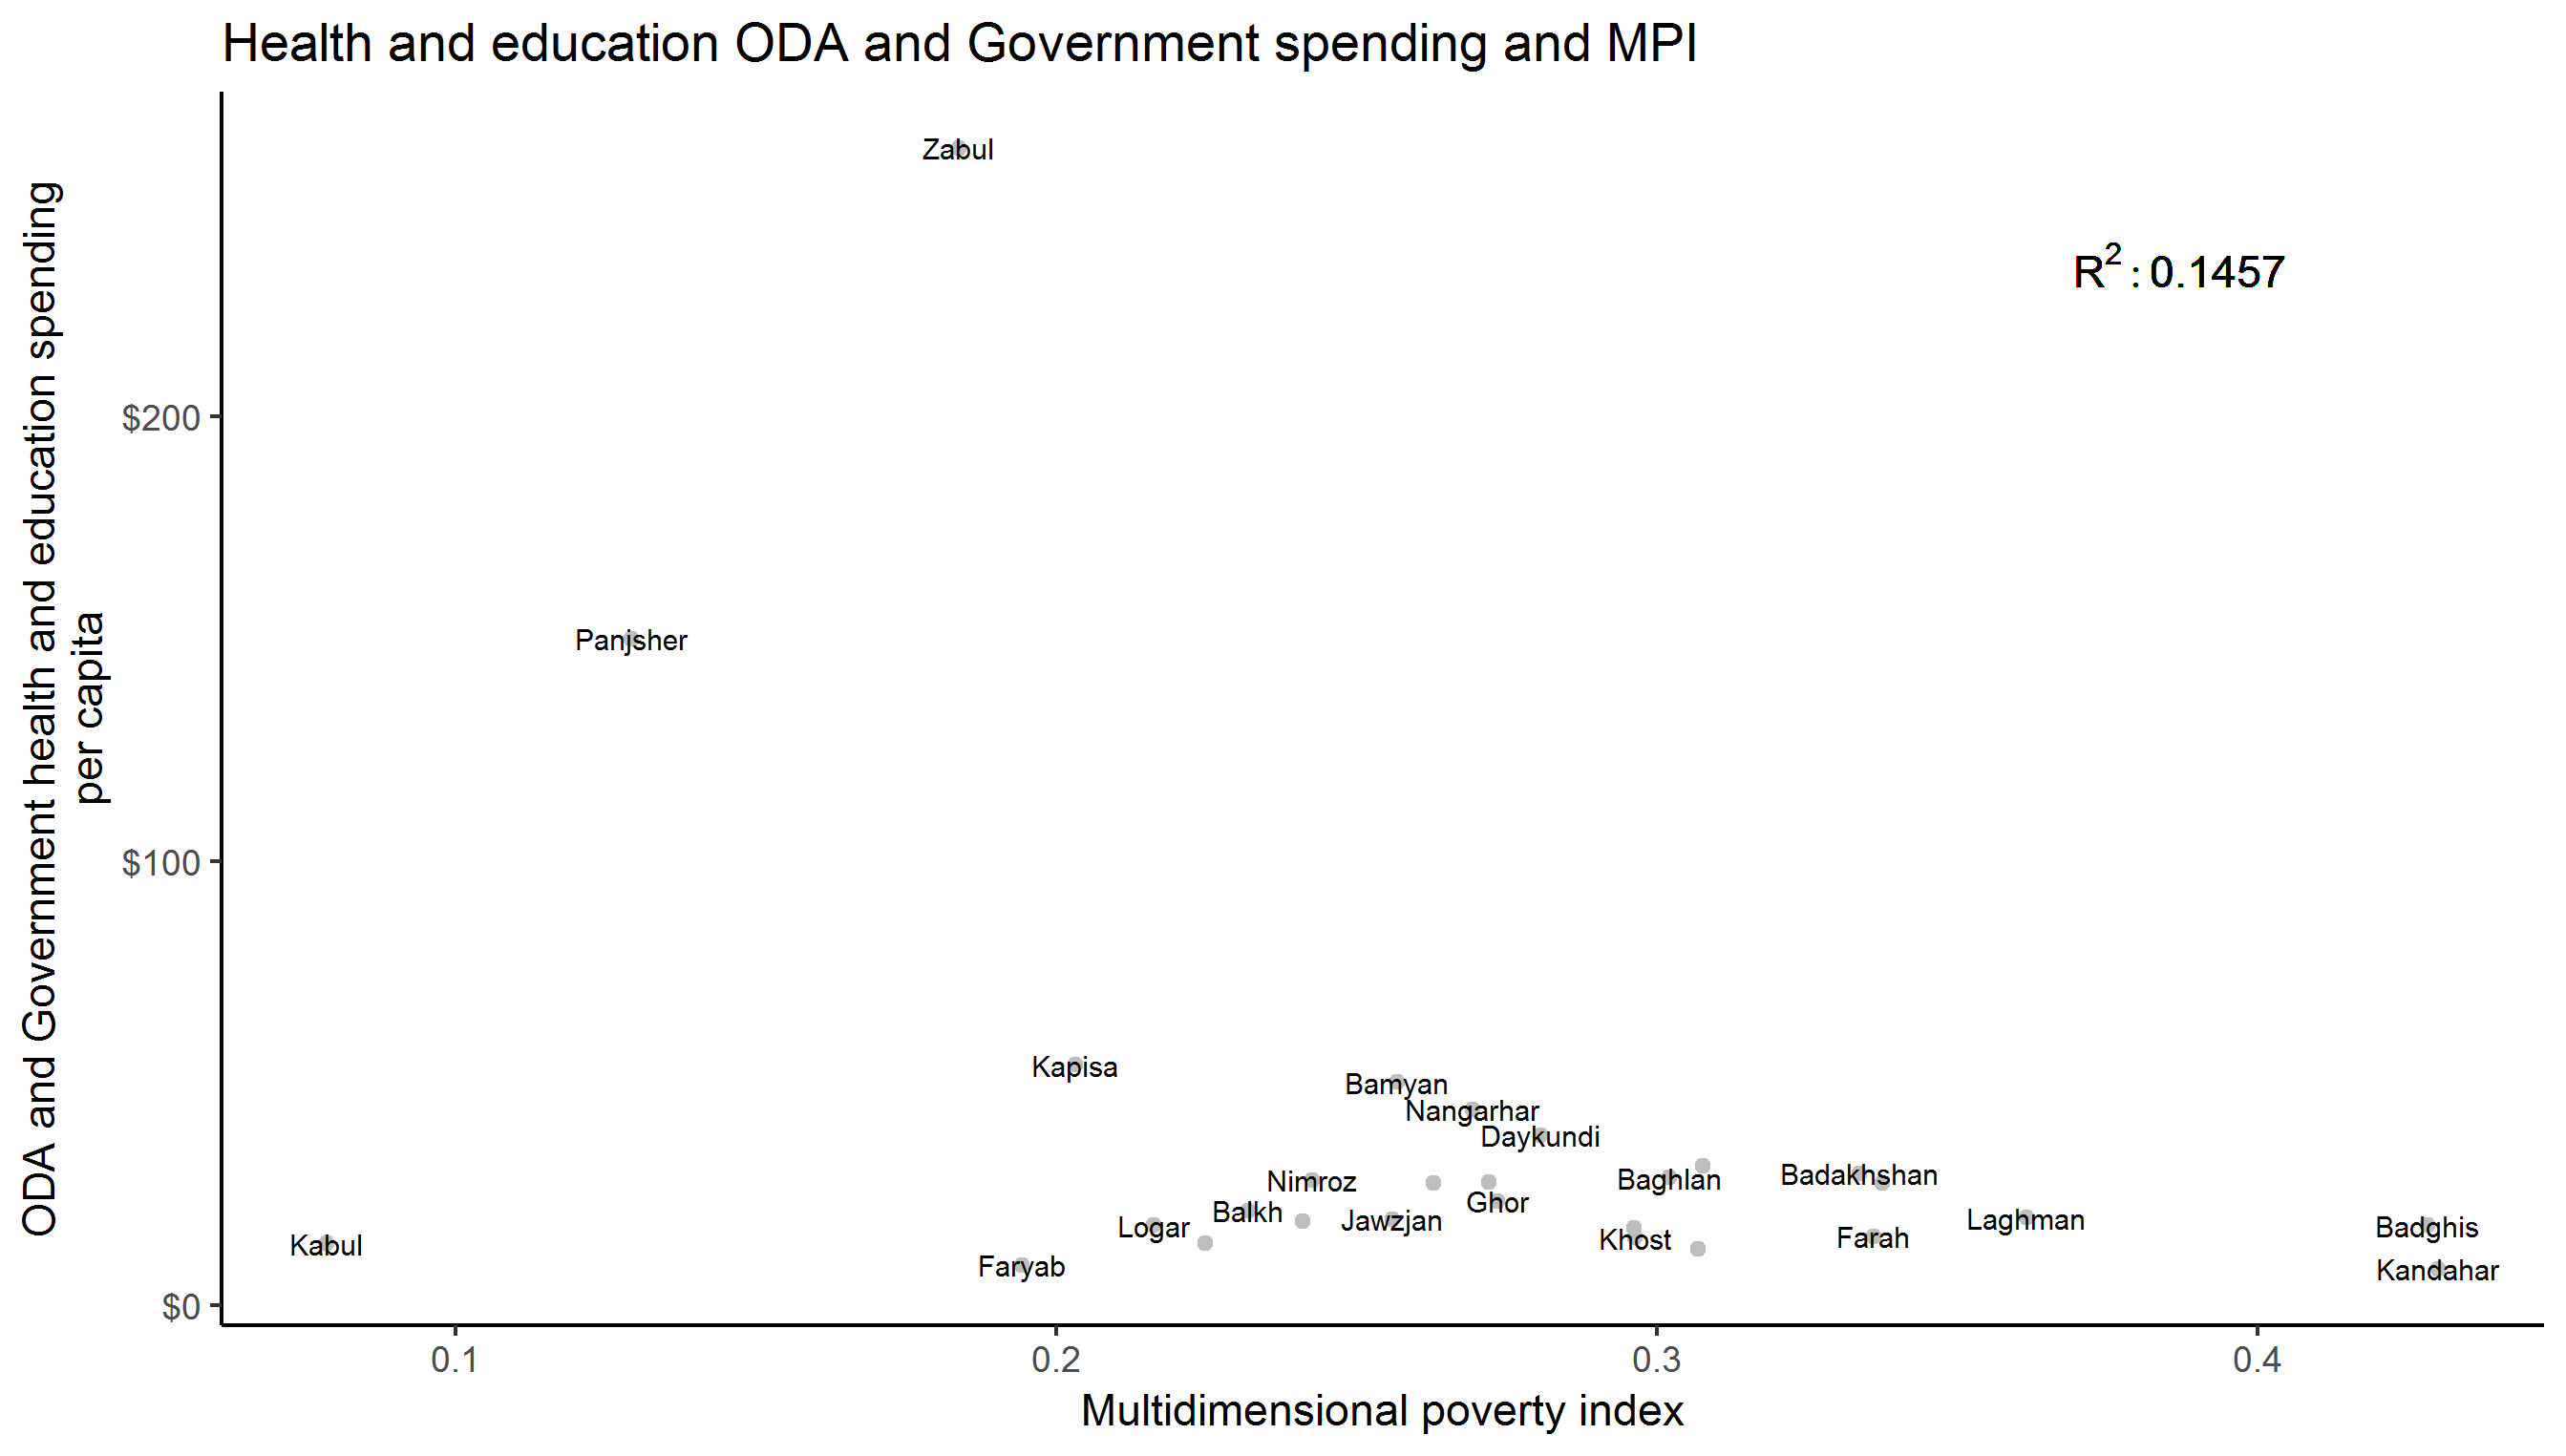 Health and education ODA and Government spending and MPI
ODA and Government health and education spending
per capita
$200
$100
$0
R²: 0.1457
Zabul
Panjsher
Kapisa
Bamyan
Nangarhar
Daykundi
Nimroz
Baghlan
Badakhshan
Ghor
Balkh
Jawzjan
Logar
Laghman
Badghis
Khost
Farah
Kabul
Faryab
Kandahar
0.1
0.2
0.3
0.4
Multidimensional poverty index